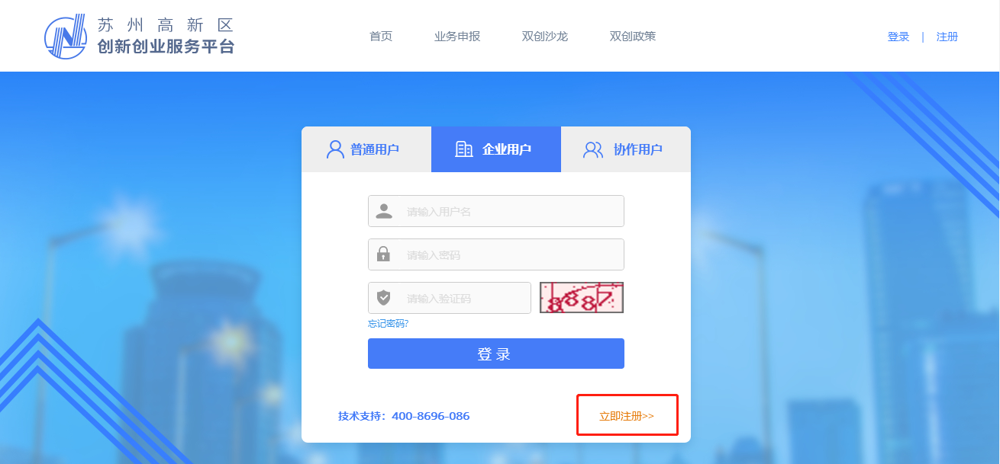 苏州高新区
创新创业服务平台
首页
业务申报
双创沙龙
双创政策
登录 | 注册
普通用户
企业用户
协作用户
请输入用户名
请输入密码
请输入验证码
忘记密码?
登 录
技术支持：400-8696-086
立即注册>>